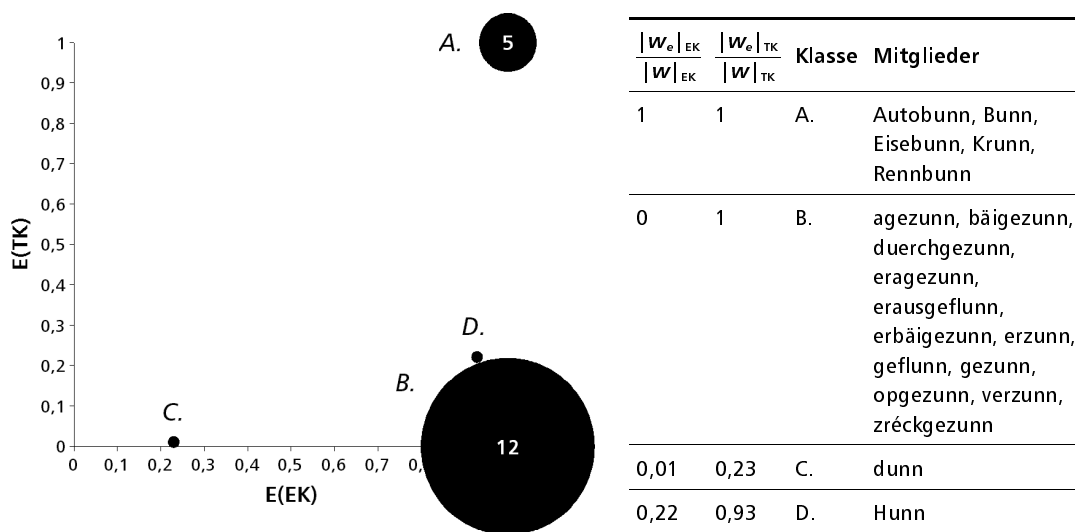 1
0,9
0,8
0,7
0,6
0,5
0,4
0,3
0,2
0,1
0
E(TK)
A.
5
D.
B.
C.
12
0 0,1 0,2 0,3 0,4 0,5 0,6 0,7
E(EK)
|w_e|_EK / |w|_EK |w_e|_TK / |w|_TK Klasse Mitglieder
1 1 A. Autobunn, Bunn,
Eisebunn, Krunn,
Rennbunn
0 1 B. agezunn, bäigezunn,
duerchgezunn,
eragezunn,
erausgeflunn,
erbäigezunn, erzunn,
geflunn, gezunn,
opgezunn, verzunn,
zréckgezunn
0,01 0,23 C. dunn
0,22 0,93 D. Hunn